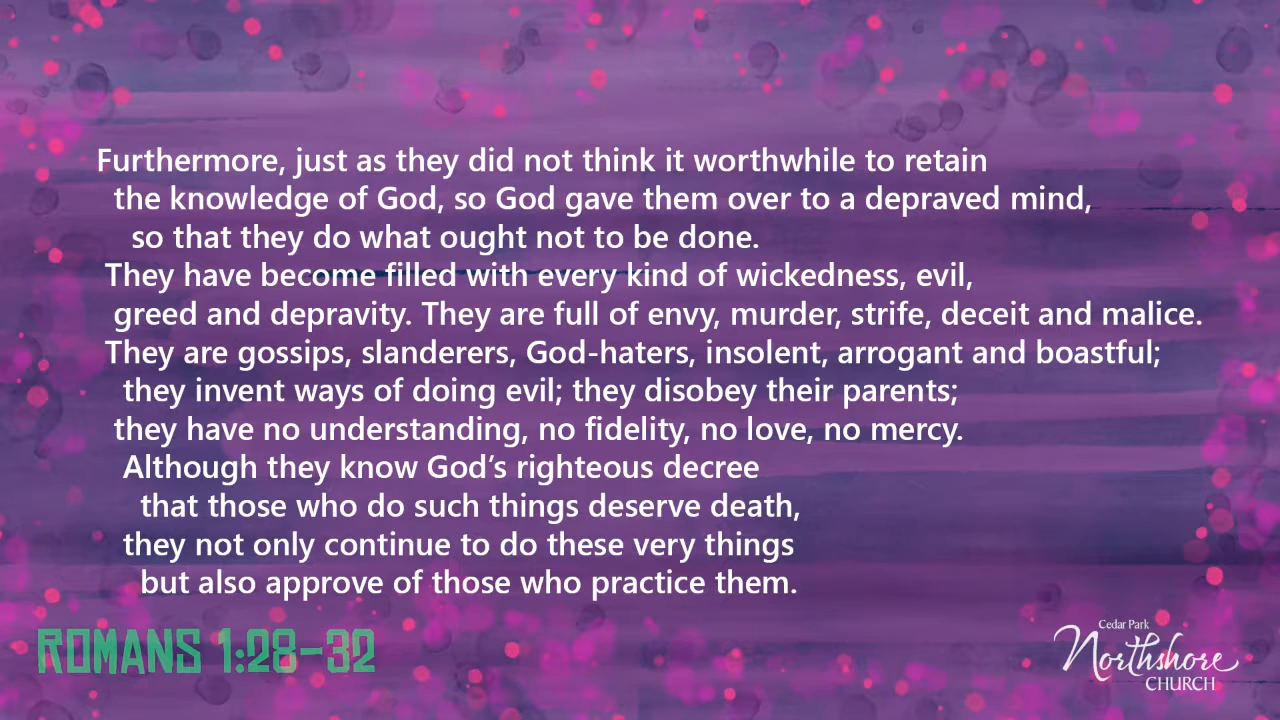 Furthermore, just as they did not think it worthwhile to retain
the knowledge of God, so God gave them over to a depraved mind,
so that they do what ought not to be done.
They have become filled with every kind of wickedness, evil,
greed and depravity. They are full of envy, murder, strife, deceit and malice.
They are gossips, slanderers, God-haters, insolent, arrogant and boastful;
they invent ways of doing evil; they disobey their parents;
they have no understanding, no fidelity, no love, no mercy.
Although they know God’s righteous decree
that those who do such things deserve death,
they not only continue to do these very things
but also approve of those who practice them.
ROMANS 1:28-32
Cedar Park
Northshore
CHURCH